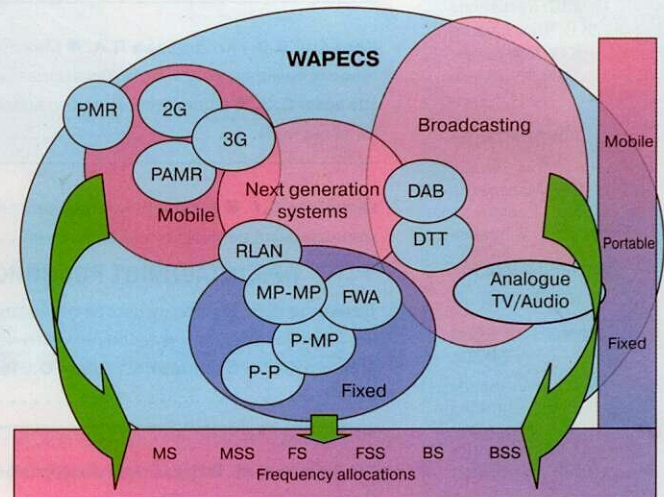 WAPECS
PMR
2G
3G
PAMR
Mobile
Next generation
systems
Broadcasting
DAB
DTT
RLAN
MP-MP
FWA
P-MP
P-P
Fixed
Analogue
TV/Audio
Mobile
Portable
Fixed
MS MSS FS FSS BS BSS
Frequency allocations